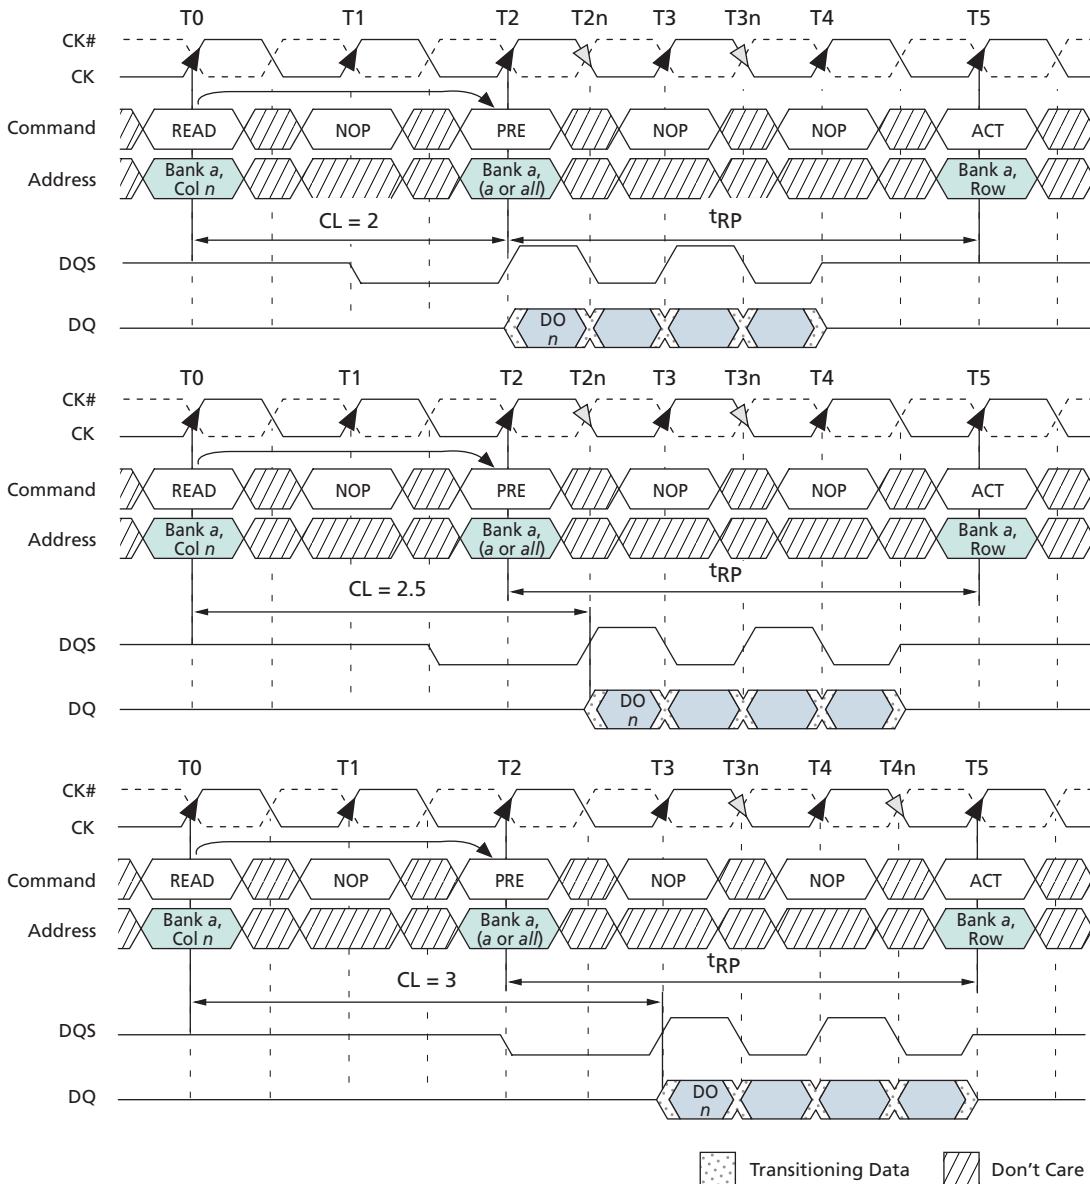 T0 T1 T2 T2n T3 T3n T4 T5
CK#
CK
Command READ NOP PRE NOP NOP ACT
Address Bank a, Col n Bank a, (a or all) Bank a, Row
CL = 2 tRP
DQS
DQ DO n
T0 T1 T2 T2n T3 T3n T4 T5
CK#
CK
Command READ NOP PRE NOP NOP ACT
Address Bank a, Col n Bank a, (a or all) Bank a, Row
CL = 2.5 tRP
DQS
DQ DO n
T0 T1 T2 T3 T3n T4 T4n T5
CK#
CK
Command READ NOP PRE NOP NOP ACT
Address Bank a, Col n Bank a, (a or all) Bank a, Row
CL = 3 tRP
DQS
DQ DO n
Transitioning Data Don't Care